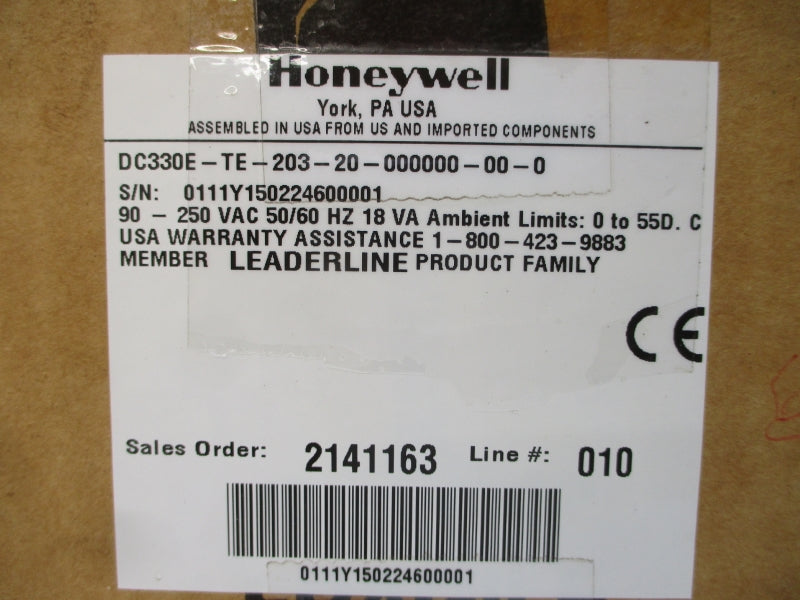 Honeywell
York, PA USA
ASSEMBLED IN USA FROM US AND IMPORTED COMPONENTS
DC330E-TE-203-20-000000-00-0
S/N: 0111Y150224600001
90 - 250 VAC 50/60 HZ 18 VA Ambient Limits: 0 to 55D. C
USA WARRANTY ASSISTANCE 1-800-423-9883
MEMBER LEADERLINE PRODUCT FAMILY
CE
Sales Order: 2141163 Line #: 010
0111Y150224600001